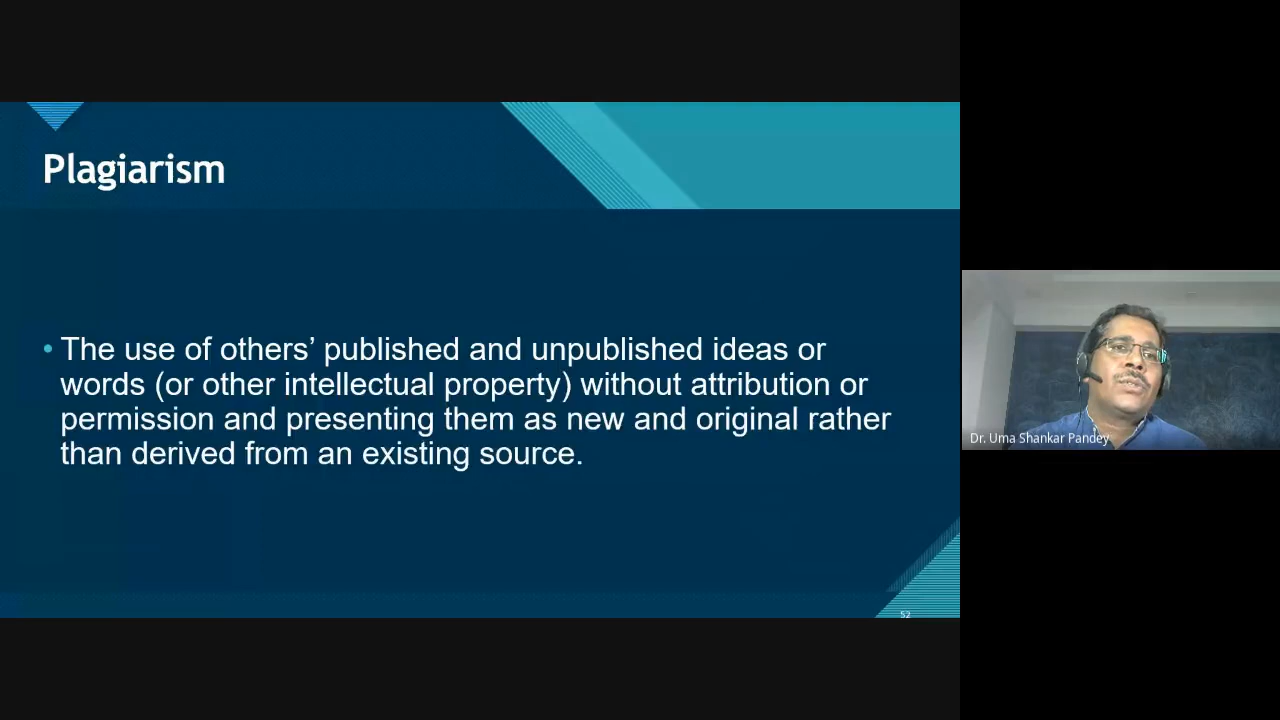 Plagiarism
• The use of others’ published and unpublished ideas or
words (or other intellectual property) without attribution or
permission and presenting them as new and original rather
than derived from an existing source.
52
Dr. Uma Shankar Pandey